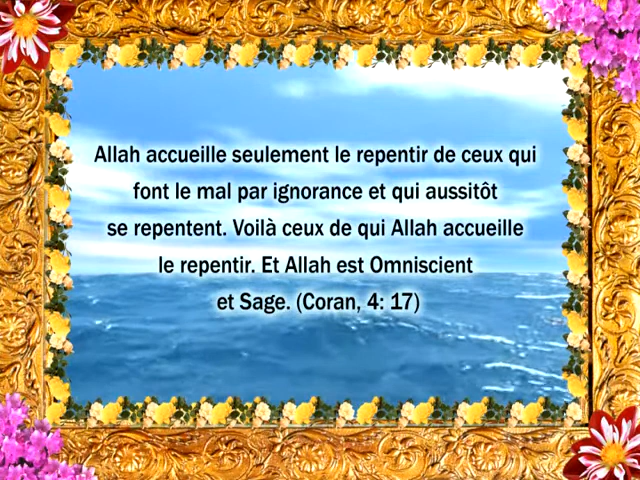 Allah accueille seulement le repentir de ceux qui
font le mal par ignorance et qui aussitôt
se repentent. Voilà ceux de qui Allah accueille
le repentir. Et Allah est Omniscient
et Sage. (Coran, 4: 17)